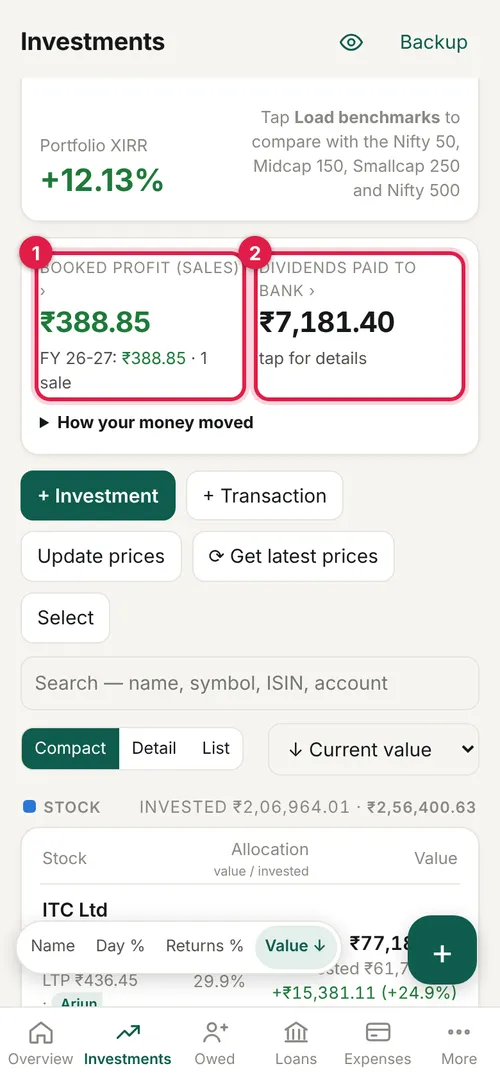 Investments
Backup
Tap Load benchmarks to
compare with the Nifty 50,
Midcap 150, Smallcap 250
and Nifty 500
Portfolio XIRR
+12.13%
1
2
BOOKED PROFIT (SALES)
›
₹388.85
FY 26-27: ₹388.85 · 1
sale
DIVIDENDS PAID TO
BANK ›
₹7,181.40
tap for details
▶ How your money moved
+ Investment
+ Transaction
Update prices
⟳ Get latest prices
Select
Search — name, symbol, ISIN, account
Compact
Detail
List
↓ Current value
STOCK
INVESTED ₹2,06,964.01 · ₹2,56,400.63
Stock
Allocation
value / invested
Value
ITC Ltd
Name
Day %
Returns %
Value ↓
+
LTP ₹436.45
29.9%
+₹15,381.11 (+24.9%)
· Arjun
Overview
Investments
Owed
Loans
Expenses
More